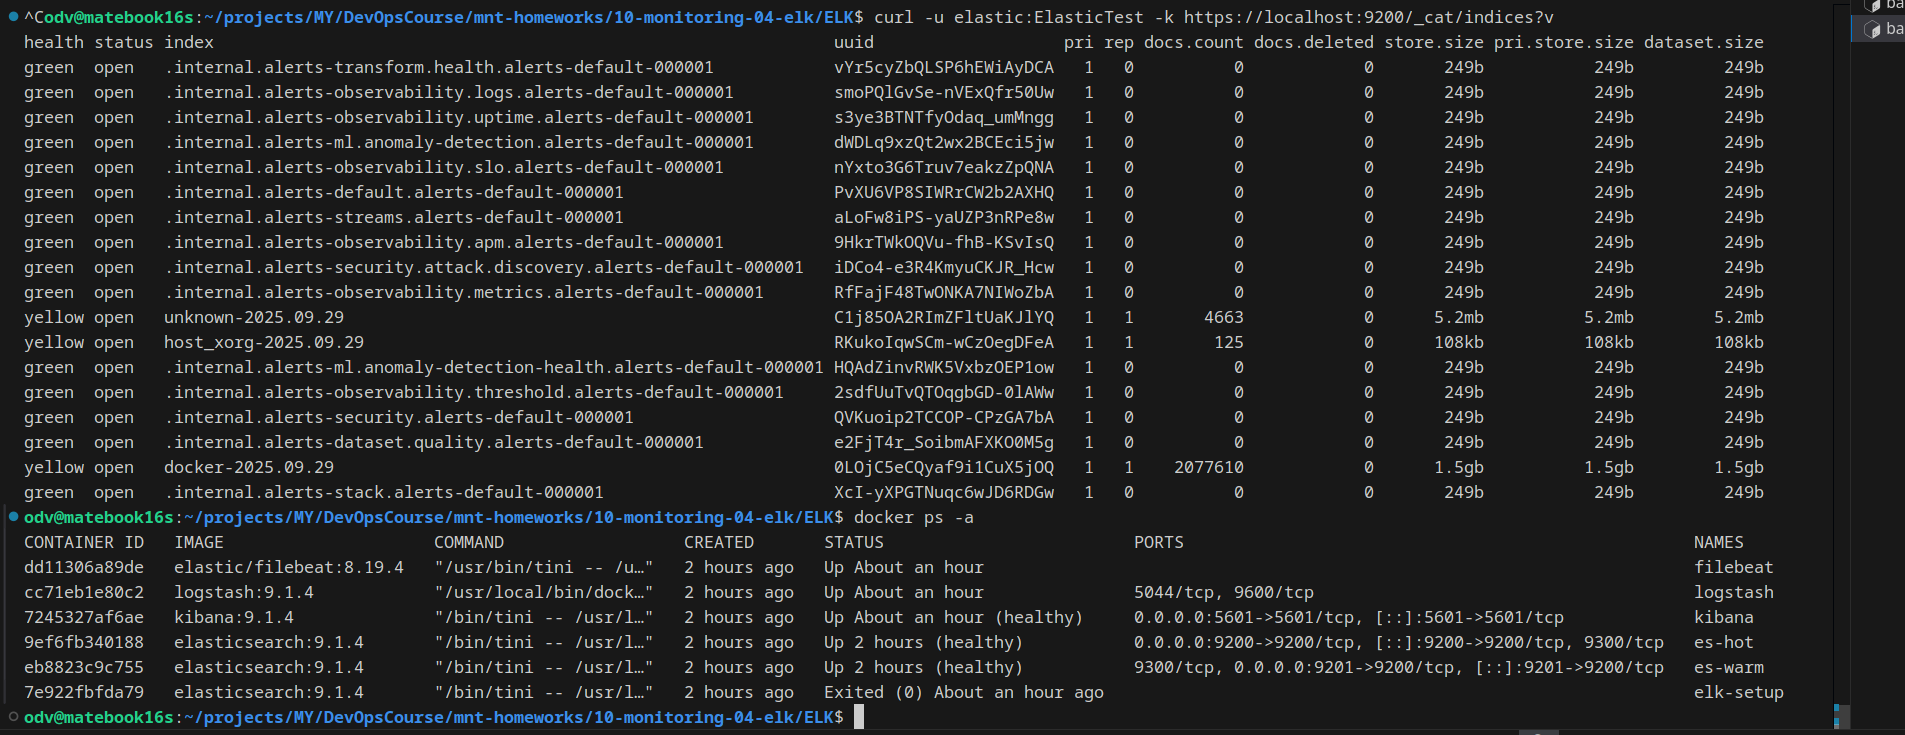 ^Codv@matebook16s:~/projects/MY/DevOpsCourse/mnt-homeworks/10-monitoring-04-elk/ELK$ curl -u elastic:ElasticTest -k https://localhost:9200/_cat/indices?v
health status index uuid pri rep docs.count docs.deleted store.size pri.store.size dataset.size
green open .internal.alerts-transform.health.alerts-default-000001 vYr5cyZbQLSP6hEWiAyDCA 1 0 0 0 249b 249b 249b
green open .internal.alerts-observability.logs.alerts-default-000001 smoPQlGvSe-nVExQfr50Uw 1 0 0 0 249b 249b 249b
green open .internal.alerts-observability.uptime.alerts-default-000001 s3ye3BTNTfyOdaq_umMngg 1 0 0 0 249b 249b 249b
green open .internal.alerts-ml.anomaly-detection.alerts-default-000001 dWDLq9xzQt2wx2BCEci5jw 1 0 0 0 249b 249b 249b
green open .internal.alerts-observability.slo.alerts-default-000001 nYxto3G6Truv7eakzZpQNA 1 0 0 0 249b 249b 249b
green open .internal.alerts-default.alerts-default-000001 PvXU6VP8SIWRrCW2b2AXHQ 1 0 0 0 249b 249b 249b
green open .internal.alerts-streams.alerts-default-000001 aLoFw8iPS-yaUZP3nRPe8w 1 0 0 0 249b 249b 249b
green open .internal.alerts-observability.apm.alerts-default-000001 9HkrTWkOQVu-fhB-KSvIsQ 1 0 0 0 249b 249b 249b
green open .internal.alerts-security.attack.discovery.alerts-default-000001 iDCo4-e3R4KmyuCKJR_Hcw 1 0 0 0 249b 249b 249b
green open .internal.alerts-observability.metrics.alerts-default-000001 RfFajF48TwONKA7NIWoZbA 1 0 0 0 249b 249b 249b
yellow open unknown-2025.09.29 C1j85OA2RImZFltUaKJlYQ 1 1 4663 0 5.2mb 5.2mb 5.2mb
yellow open host_xorg-2025.09.29 RKukoIqwSCm-wCzOegDFeA 1 1 125 0 108kb 108kb 108kb
green open .internal.alerts-ml.anomaly-detection-health.alerts-default-000001 HQAdZinvRWK5VxbzOEP1ow 1 0 0 0 249b 249b 249b
green open .internal.alerts-observability.threshold.alerts-default-000001 2sdfUuTvQTOqgbGD-0lAWw 1 0 0 0 249b 249b 249b
green open .internal.alerts-security.alerts-default-000001 QVKuoip2TCCOP-CPzGA7bA 1 0 0 0 249b 249b 249b
green open .internal.alerts-dataset.quality.alerts-default-000001 e2FjT4r_SoibmAFXKO0M5g 1 0 0 0 249b 249b 249b
yellow open docker-2025.09.29 0LOjC5eCQyaf9i1CuX5jOQ 1 1 2077610 0 1.5gb 1.5gb 1.5gb
green open .internal.alerts-stack.alerts-default-000001 XcI-yXPGTNuqc6wJD6RDGw 1 0 0 0 249b 249b 249b
odv@matebook16s:~/projects/MY/DevOpsCourse/mnt-homeworks/10-monitoring-04-elk/ELK$ docker ps -a
CONTAINER ID IMAGE COMMAND CREATED STATUS PORTS NAMES
dd11306a89de elastic/filebeat:8.19.4 "/usr/bin/tini -- /u…" 2 hours ago Up About an hour filebeat
cc71eb1e80c2 logstash:9.1.4 "/usr/local/bin/dock…" 2 hours ago Up About an hour 5044/tcp, 9600/tcp logstash
7245327af6ae kibana:9.1.4 "/bin/tini -- /usr/l…" 2 hours ago Up About an hour (healthy) 0.0.0.0:5601->5601/tcp, [::]:5601->5601/tcp kibana
9ef6fb340188 elasticsearch:9.1.4 "/bin/tini -- /usr/l…" 2 hours ago Up 2 hours (healthy) 0.0.0.0:9200->9200/tcp, [::]:9200->9200/tcp, 9300/tcp es-hot
eb8823c9c755 elasticsearch:9.1.4 "/bin/tini -- /usr/l…" 2 hours ago Up 2 hours (healthy) 9300/tcp, 0.0.0.0:9201->9200/tcp, [::]:9201->9200/tcp es-warm
7e922fbfda79 elasticsearch:9.1.4 "/bin/tini -- /usr/l…" 2 hours ago Exited (0) About an hour ago elk-setup
odv@matebook16s:~/projects/MY/DevOpsCourse/mnt-homeworks/10-monitoring-04-elk/ELK$